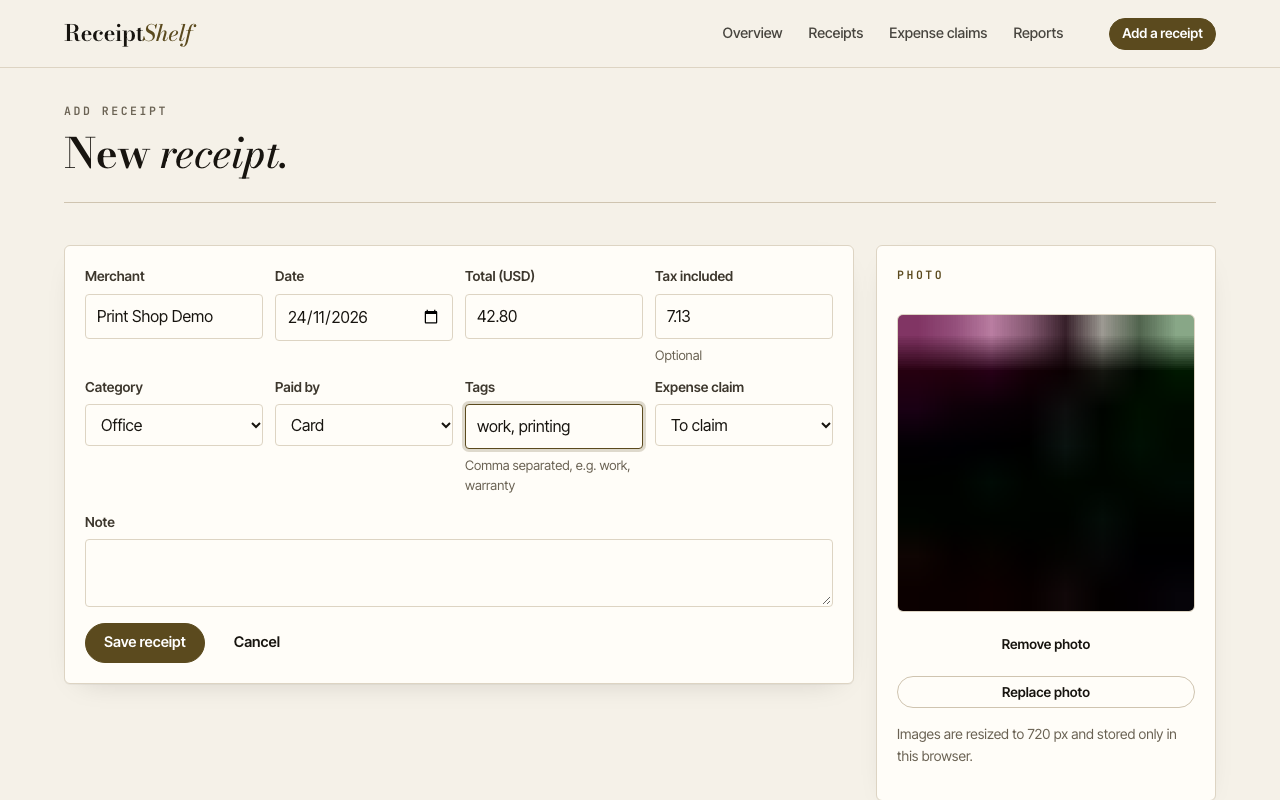 ReceiptShelf
Overview Receipts Expense claims Reports Add a receipt
ADD RECEIPT
New receipt.
Merchant Date Total (USD) Tax included
Print Shop Demo 24/11/2026 42.80 7.13
Optional
Category Paid by Tags Expense claim
Office Card work, printing To claim
Comma separated, e.g. work,
warranty
Note
Save receipt Cancel
PHOTO
Remove photo
Replace photo
Images are resized to 720 px and stored only in
this browser.